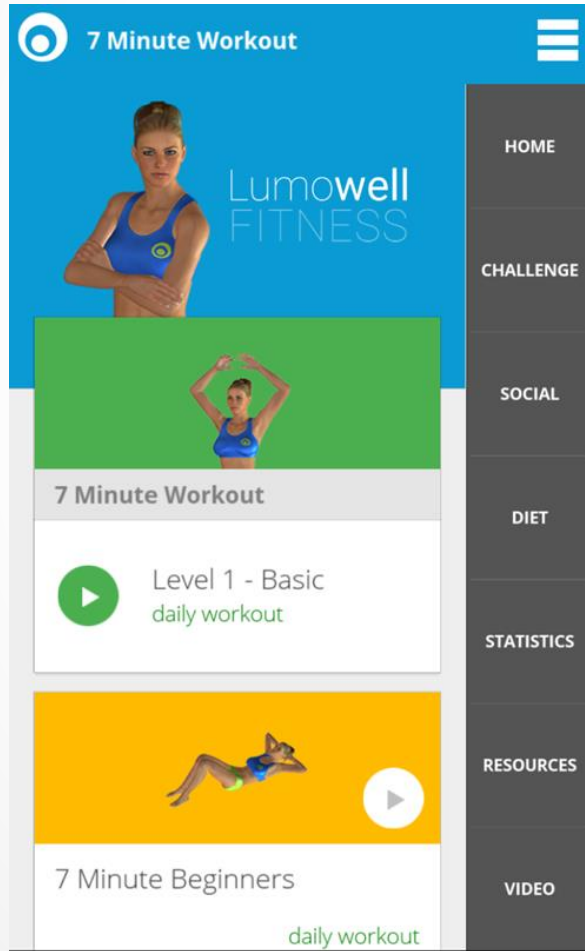 7 Minute Workout
Lumowell
FITNESS
7 Minute Workout
Level 1 - Basic
daily workout
7 Minute Beginners
daily workout
HOME
CHALLENGE
SOCIAL
DIET
STATISTICS
RESOURCES
VIDEO